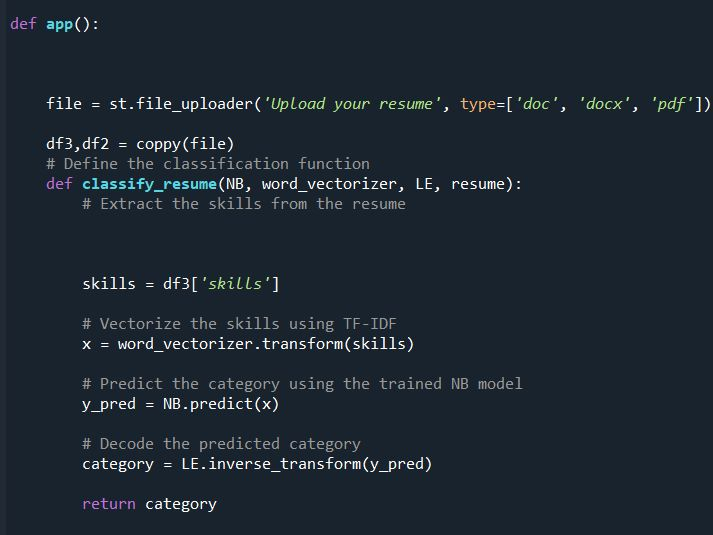 def app():
file = st.file_uploader('Upload your resume', type=['doc', 'docx', 'pdf'])
df3,df2 = coppy(file)
# Define the classification function
def classify_resume(NB, word_vectorizer, LE, resume):
# Extract the skills from the resume
skills = df3['skills']
# Vectorize the skills using TF-IDF
x = word_vectorizer.transform(skills)
# Predict the category using the trained NB model
y_pred = NB.predict(x)
# Decode the predicted category
category = LE.inverse_transform(y_pred)
return category